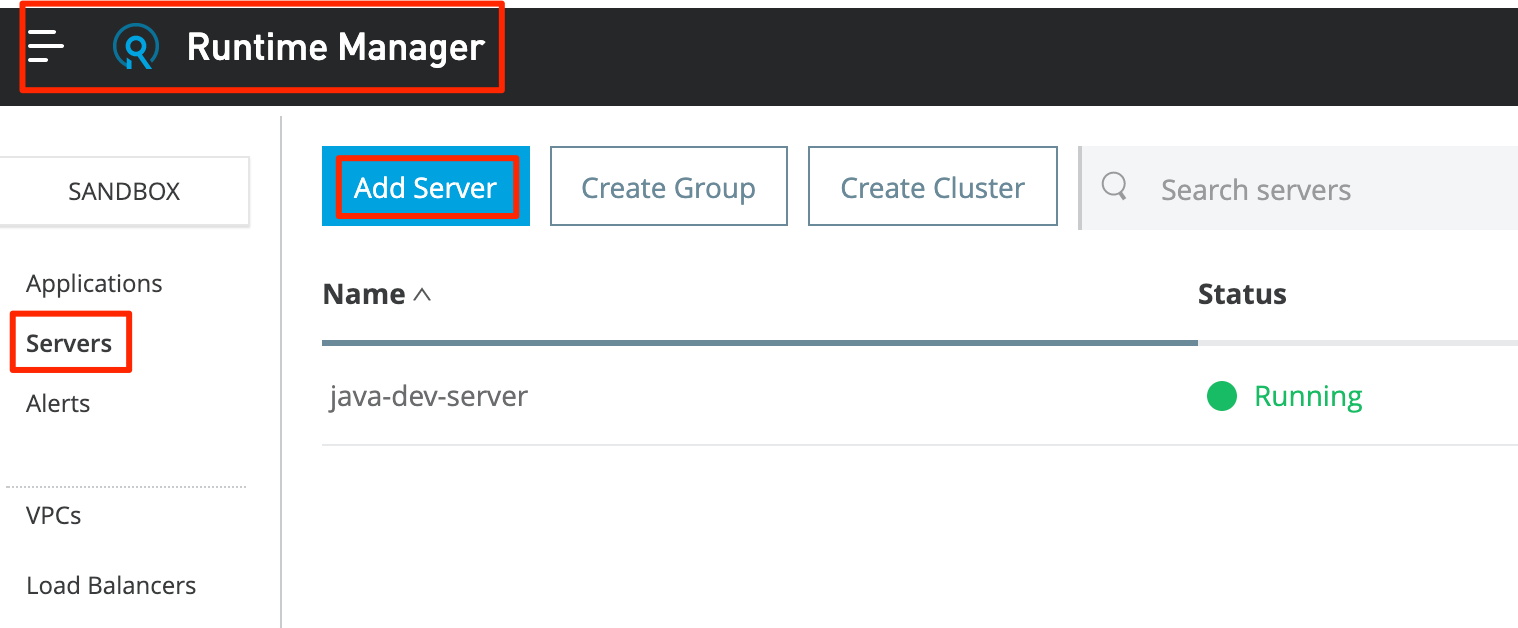 Runtime Manager
SANDBOX
Applications
Servers
Alerts
VPCs
Load Balancers
Add Server
Create Group
Create Cluster
Search servers
Name
Status
java-dev-server
Running